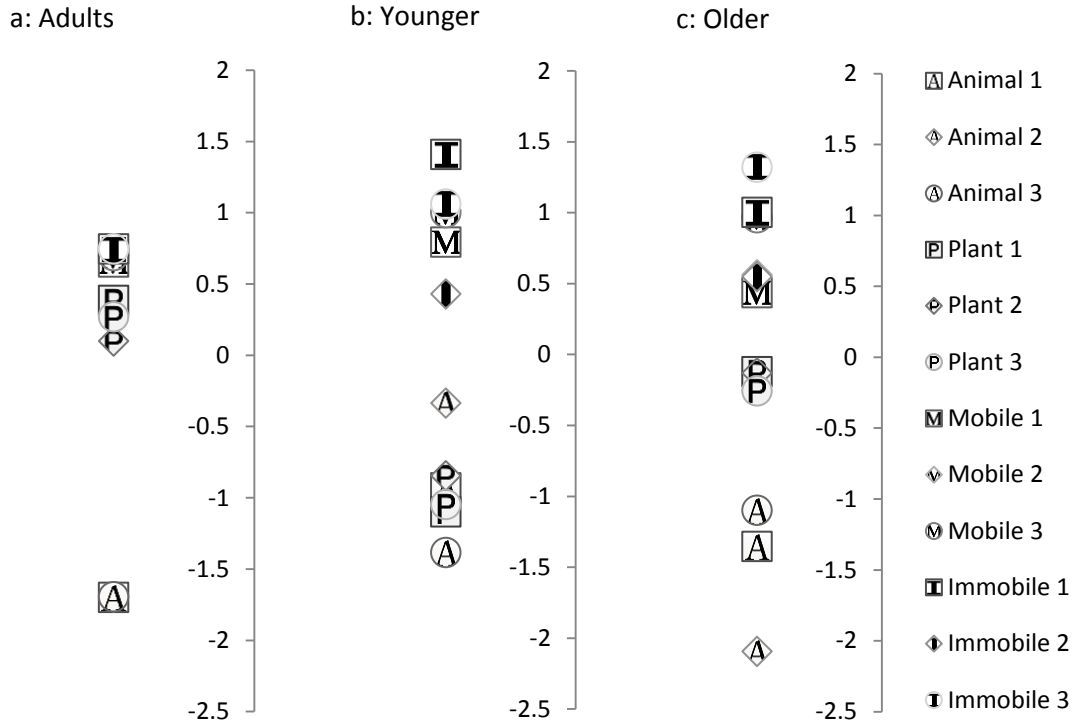 a: Adults
b: Younger
c: Older
2
1.5
1
0.5
0
-0.5
-1
-1.5
-2
-2.5
2
1.5
1
0.5
0
-0.5
-1
-1.5
-2
-2.5
2
1.5
1
0.5
0
-0.5
-1
-1.5
-2
-2.5
I
M
P
P
P
A
I
I
M
M
I
A
P
P
A
I
I
I
M
P
P
A
A
A
A Animal 1
A Animal 2
A Animal 3
P Plant 1
P Plant 2
P Plant 3
M Mobile 1
M Mobile 2
M Mobile 3
I Immobile 1
I Immobile 2
I Immobile 3